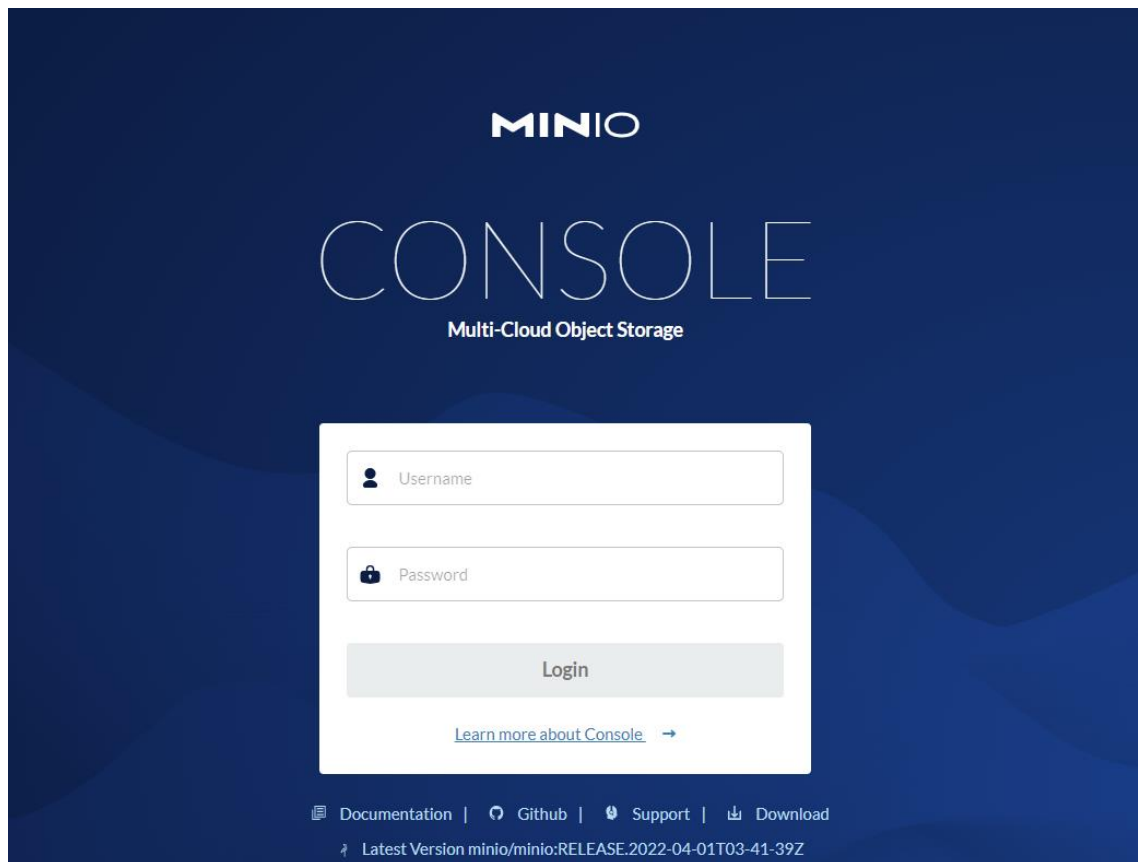 MINIO
CONSOLE
Multi-Cloud Object Storage
Username
Password
Login
Learn more about Console →
Documentation | Github | Support | Download
Latest Version minio/minio:RELEASE.2022-04-01T03-41-39Z